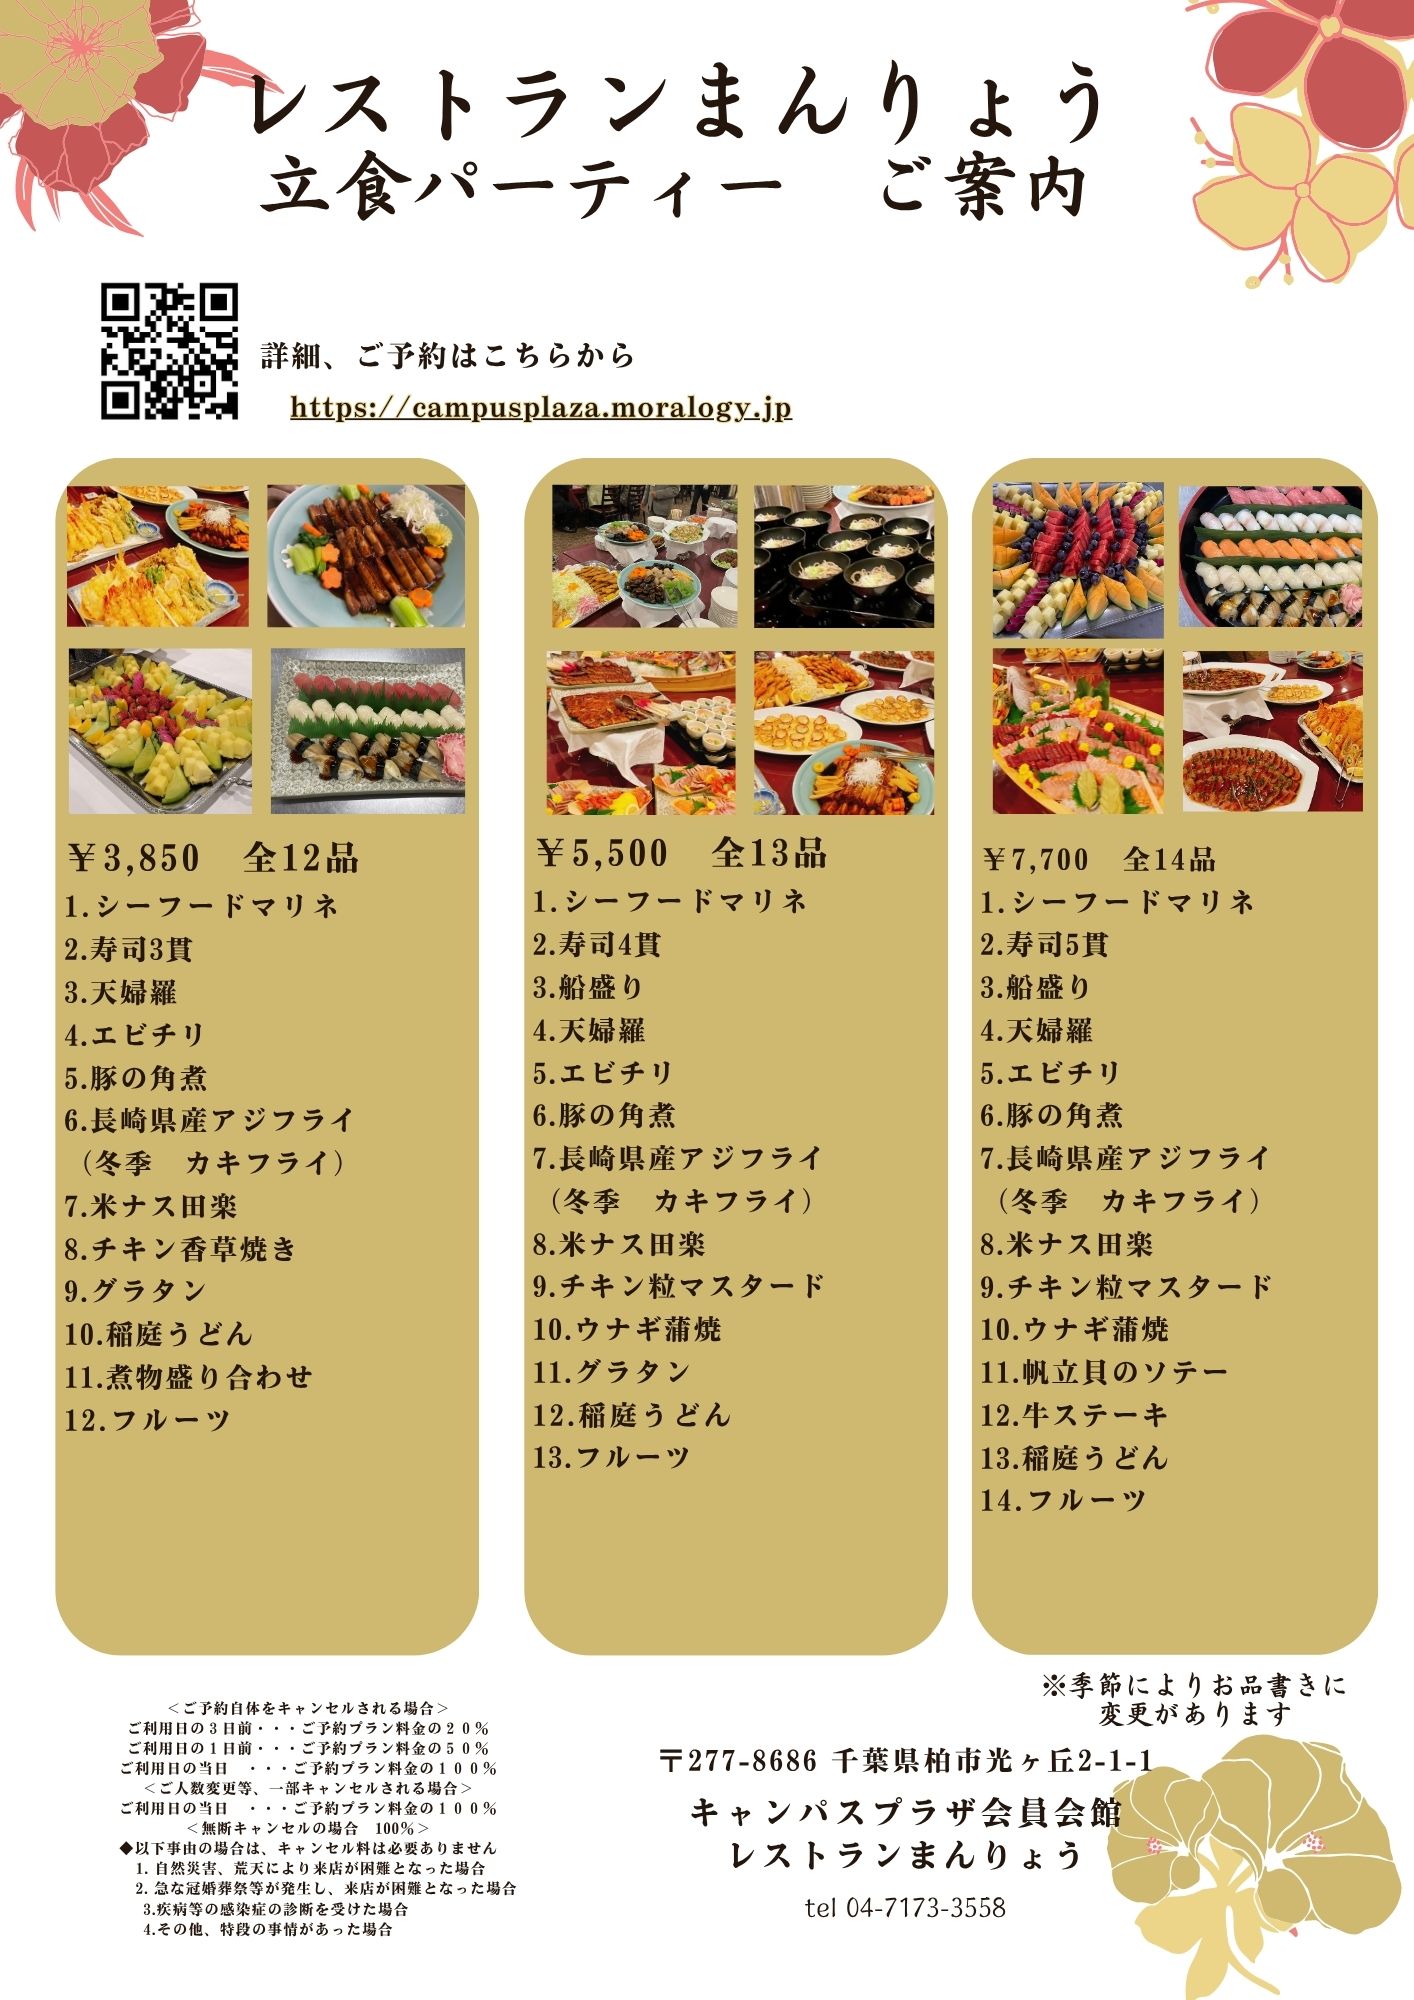 レストランまんりょう
立食パーティー　ご案内
詳細、ご予約はこちらから
https://campusplaza.moralogy.jp
￥3,850　全12品
1.シーフードマリネ
2.寿司3貫
3.天婦羅
4.エビチリ
5.豚の角煮
6.長崎県産アジフライ
（冬季　カキフライ）
7.米ナス田楽
8.チキン香草焼き
9.グラタン
10.稲庭うどん
11.煮物盛り合わせ
12.フルーツ
￥5,500　全13品
1.シーフードマリネ
2.寿司4貫
3.船盛り
4.天婦羅
5.エビチリ
6.豚の角煮
7.長崎県産アジフライ
（冬季　カキフライ）
8.米ナス田楽
9.チキン粒マスタード
10.ウナギ蒲焼
11.グラタン
12.稲庭うどん
13.フルーツ
￥7,700　全14品
1.シーフードマリネ
2.寿司5貫
3.船盛り
4.天婦羅
5.エビチリ
6.豚の角煮
7.長崎県産アジフライ
（冬季　カキフライ）
8.米ナス田楽
9.チキン粒マスタード
10.ウナギ蒲焼
11.帆立貝のソテー
12.牛ステーキ
13.稲庭うどん
14.フルーツ
※季節によりお品書きに
変更があります
＜ご予約自体をキャンセルされる場合＞
ご利用日の３日前・・・ご予約プラン料金の２０％
ご利用日の１日前・・・ご予約プラン料金の５０％
ご利用日の当日　・・・ご予約プラン料金の１００％
＜ご人数変更等、一部キャンセルされる場合＞
ご利用日の当日　・・・ご予約プラン料金の１００％
＜無断キャンセルの場合　100％＞
◆以下事由の場合は、キャンセル料は必要ありません
1. 自然災害、荒天により来店が困難となった場合
2. 急な冠婚葬祭等が発生し、来店が困難となった場合
3.疾病等の感染症の診断を受けた場合
4.その他、特段の事情があった場合
〒277-8686 千葉県柏市光ヶ丘2-1-1
キャンパスプラザ会員会館
レストランまんりょう
tel 04-7173-3558